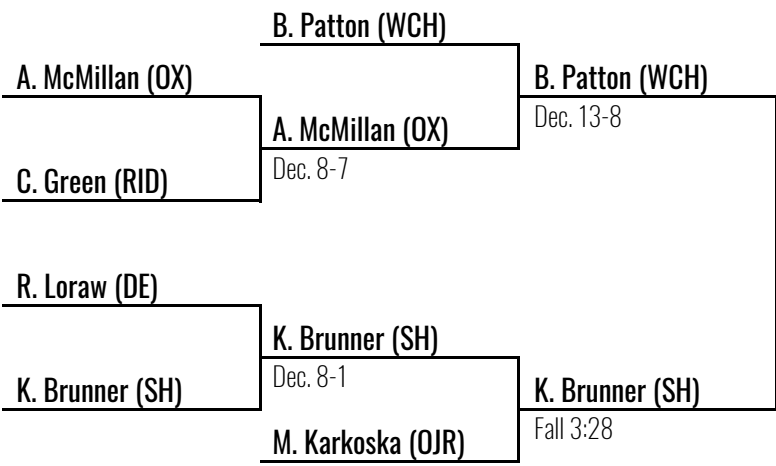 B. Patton (WCH)
A. McMillan (OX)
B. Patton (WCH)
Dec. 13-8
A. McMillan (OX)
Dec. 8-7
C. Green (RID)
R. Loraw (DE)
K. Brunner (SH)
Dec. 8-1
K. Brunner (SH)
K. Brunner (SH)
Fall 3:28
M. Karkoska (OJR)